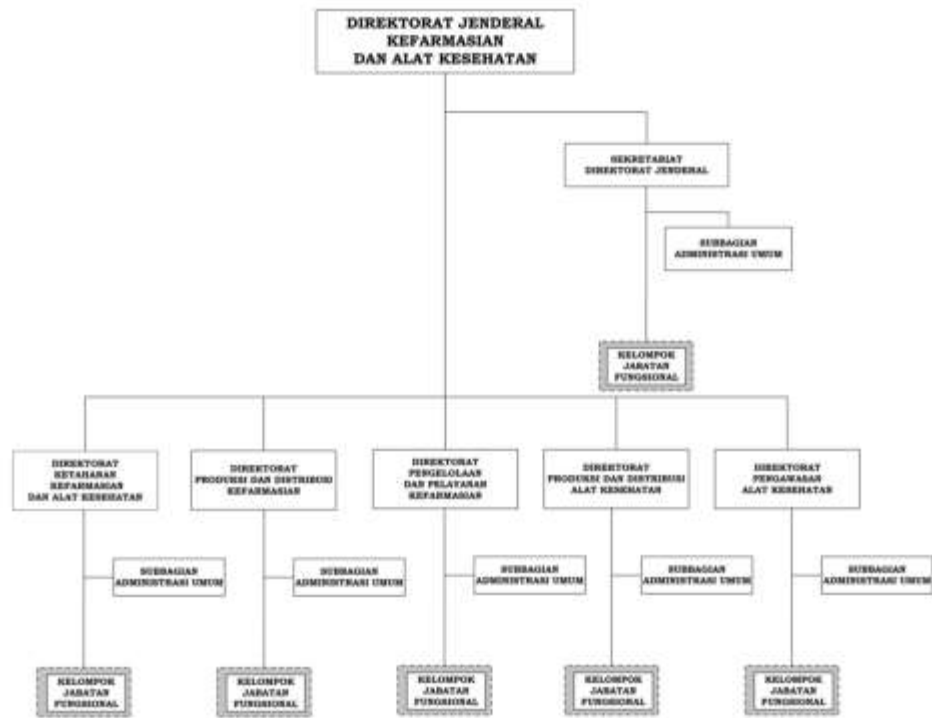 DIREKTORAT JENDERAL
KEFARMASIAN
DAN ALAT KESEHATAN
SEKRETARIAT
DIREKTORAT JENDERAL
SUBBAGIAN
ADMINISTRASI UMUM
KELOMPOK
JABATAN
FUNGSIONAL
DIREKTORAT
KETAHANAN
KEFARMASIAN
DAN ALAT KESEHATAN
DIREKTORAT
PRODUKSI DAN DISTRIBUSI
KEFARMASIAN
DIREKTORAT
PENGELOLAAN
DAN PELAYANAN
KEFARMASIAN
DIREKTORAT
PRODUKSI DAN DISTRIBUSI
ALAT KESEHATAN
DIREKTORAT
PENGAWASAN
ALAT KESEHATAN
SUBBAGIAN
ADMINISTRASI UMUM
SUBBAGIAN
ADMINISTRASI UMUM
SUBBAGIAN
ADMINISTRASI UMUM
SUBBAGIAN
ADMINISTRASI UMUM
SUBBAGIAN
ADMINISTRASI UMUM
KELOMPOK
JABATAN
FUNGSIONAL
KELOMPOK
JABATAN
FUNGSIONAL
KELOMPOK
JABATAN
FUNGSIONAL
KELOMPOK
JABATAN
FUNGSIONAL
KELOMPOK
JABATAN
FUNGSIONAL